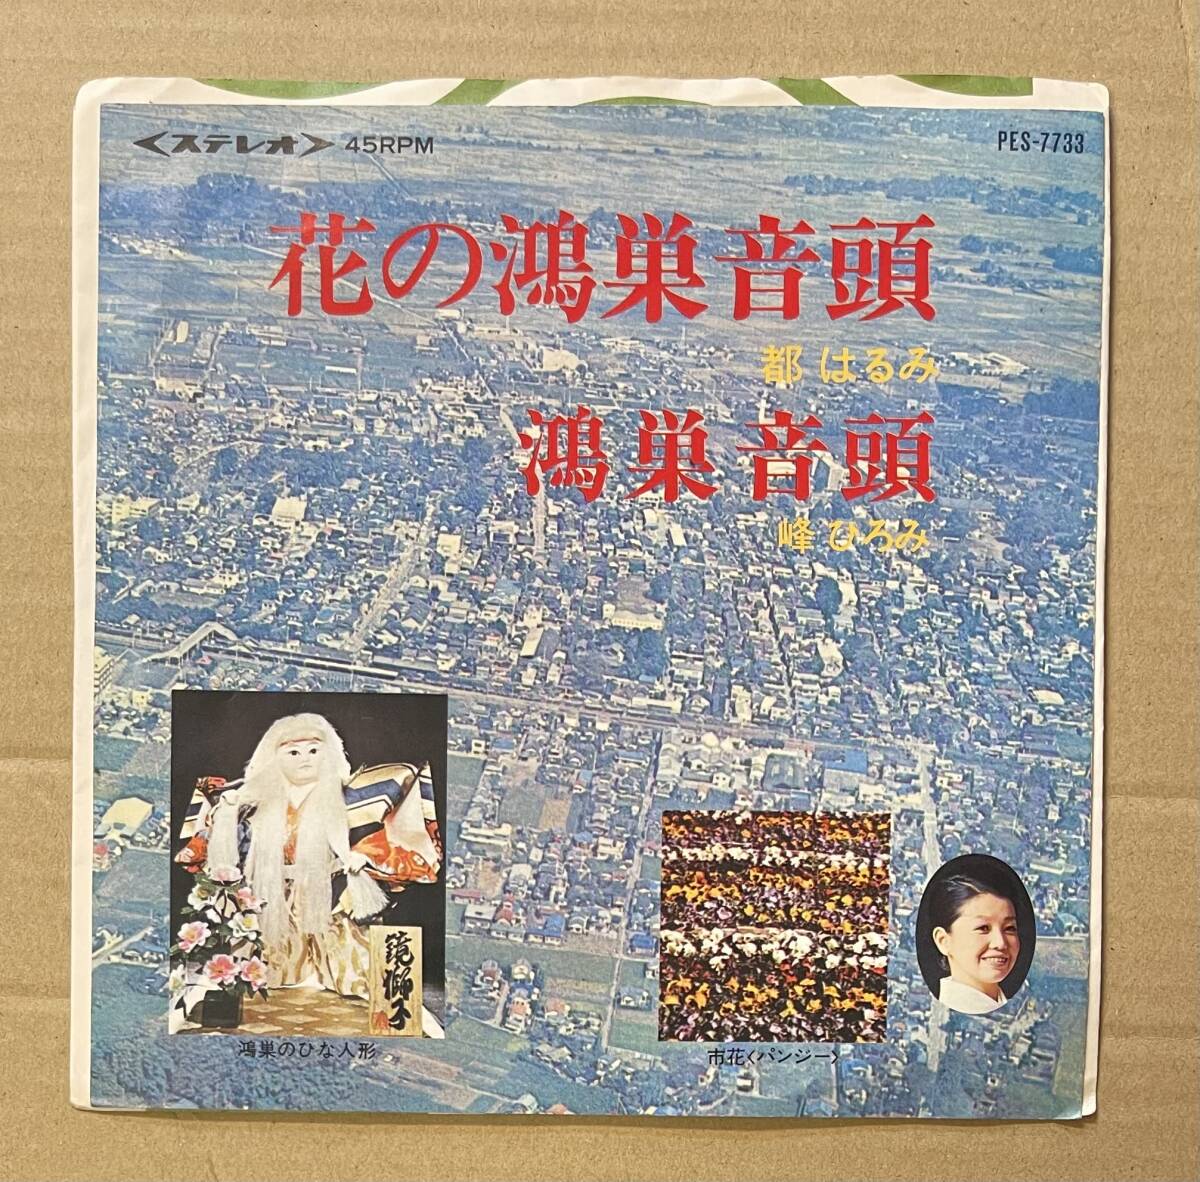 <ステレオ> 45RPM
PES-7733
花の鴻巣音頭
都 はるみ
鴻巣音頭
峰 ひろみ
鏡獅子
鴻巣のひな人形
市花<パンジー>